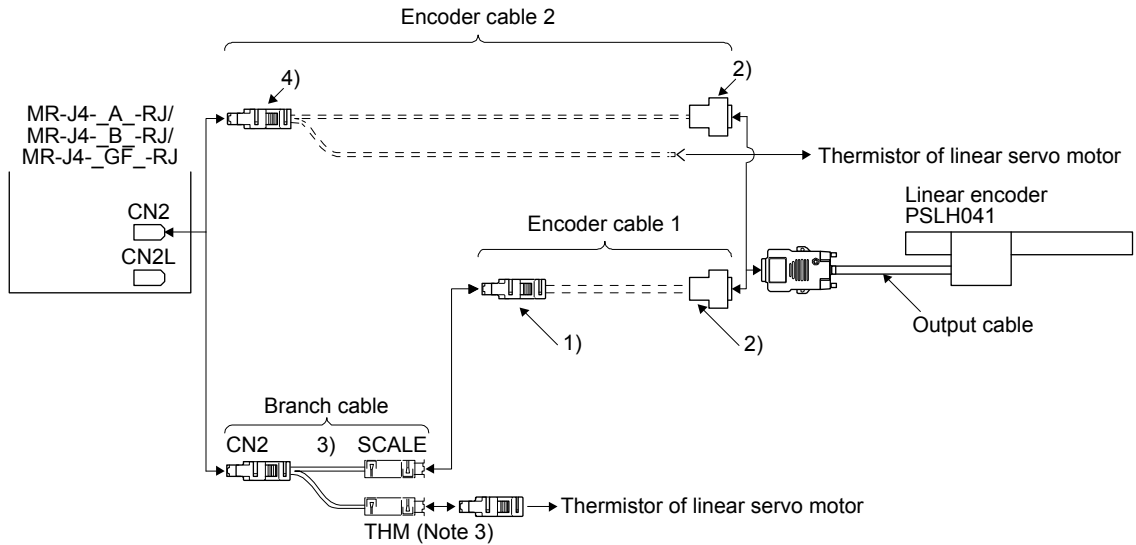 Encoder cable 2
4)
2)
MR-J4-_A_-RJ/
MR-J4-_B_-RJ/
MR-J4-_GF_-RJ
Thermistor of linear servo motor
CN2
CN2L
Linear encoder
PSLH041
Encoder cable 1
1)
2)
Output cable
Branch cable
CN2 3) SCALE
Thermistor of linear servo motor
THM (Note 3)